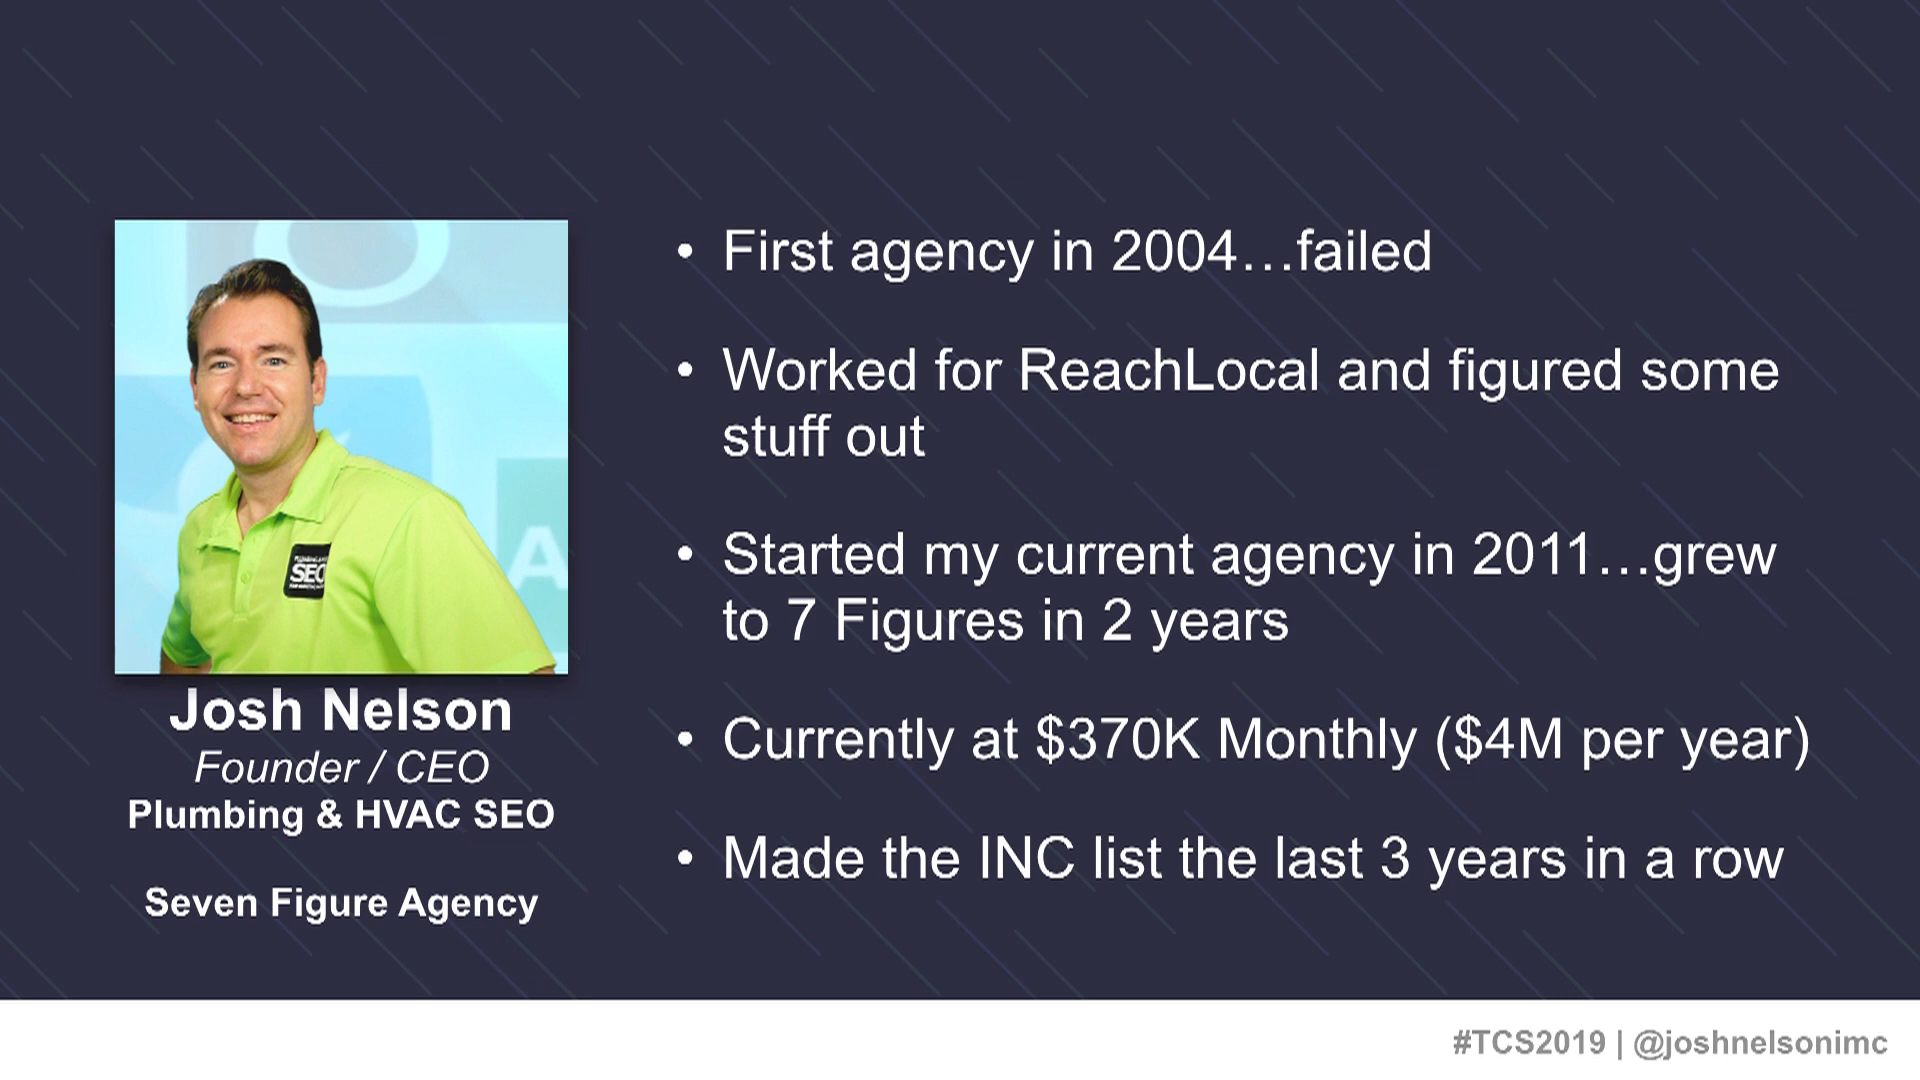 First agency in 2004…failed
Worked for ReachLocal and figured some
stuff out
Started my current agency in 2011…grew
to 7 Figures in 2 years
Currently at $370K Monthly ($4M per year)
Made the INC list the last 3 years in a row
SEO
A
Josh Nelson
Founder / CEO
Plumbing & HVAC SEO
Seven Figure Agency
#TCS2019 | @joshnelsonimc